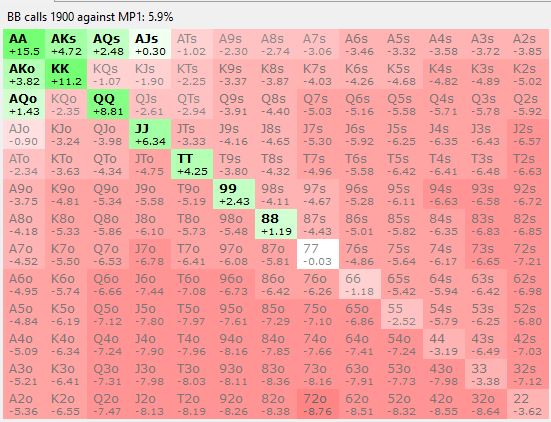 BB calls 1900 against MP1: 5.9%
AA AKs AQs AJs ATs A9s A8s A7s A6s A5s A4s A3s A2s
+15.5 +4.72 +2.48 +0.30 -1.02 -2.30 -2.74 -3.06 -3.46 -3.32 -3.58 -3.72 -3.85
AKo KK KQs KJs KTs K9s K8s K7s K6s K5s K4s K3s K2s
+3.82 +11.2 -1.07 -1.90 -2.25 -3.37 -3.87 -4.03 -4.26 -4.68 -4.82 -4.89 -5.02
AQo KQo QQ QJs QTs Q9s Q8s Q7s Q6s Q5s Q4s Q3s Q2s
+1.43 -2.35 +8.81 -2.61 -2.94 -3.91 -4.40 -5.03 -5.16 -5.58 -5.71 -5.78 -5.92
AJo KJo QJo JJ JTs J9s J8s J7s J6s J5s J4s J3s J2s
-0.90 -3.24 -3.98 +6.34 -3.33 -4.16 -4.65 -5.30 -5.92 -6.25 -6.35 -6.43 -6.57
ATo KTo QTo JTo TT T9s T8s T7s T6s T5s T4s T3s T2s
-2.34 -3.63 -4.34 -4.75 +4.25 -3.80 -4.32 -4.96 -5.58 -6.42 -6.41 -6.48 -6.63
A9o K9o Q9o J9o T9o 99 98s 97s 96s 95s 94s 93s 92s
-3.75 -4.81 -5.34 -5.58 -5.19 +2.43 -4.11 -4.67 -5.28 -6.11 -6.63 -6.58 -6.72
A8o K8o Q8o J8o T8o 98o 88 87s 86s 85s 84s 83s 82s
-4.18 -5.33 -5.86 -6.10 -5.73 -5.48 +1.19 -4.43 -5.01 -5.82 -6.35 -6.83 -6.85
A7o K7o Q7o J7o T7o 97o 87o 77 76s 75s 74s 73s 72s
-4.52 -5.50 -6.53 -6.78 -6.41 -6.08 -5.81 -0.03 -4.86 -5.64 -6.17 -6.65 -7.21
A6o K6o Q6o J6o T6o 96o 86o 76o 66 65s 64s 63s 62s
-4.95 -5.74 -6.66 -7.44 -7.08 -6.73 -6.42 -6.26 -1.18 -5.42 -5.94 -6.42 -6.98
A5o K5o Q5o J5o T5o 95o 85o 75o 65o 55 54s 53s 52s
-4.84 -6.19 -7.12 -7.80 -7.97 -7.61 -7.29 -7.10 -6.86 -2.52 -5.79 -6.25 -6.80
A4o K4o Q4o J4o T4o 94o 84o 74o 64o 54o 44 43s 42s
-5.09 -6.34 -7.24 -7.90 -7.96 -8.16 -7.85 -7.66 -7.41 -7.24 -3.19 -6.49 -7.03
A3o K3o Q3o J3o T3o 93o 83o 73o 63o 53o 43o 33 32s
-5.21 -6.41 -7.31 -7.98 -8.03 -8.11 -8.36 -8.16 -7.91 -7.73 -7.98 -3.38 -7.12
A2o K2o Q2o J2o T2o 92o 82o 72o 62o 52o 42o 32o 22
-5.36 -6.55 -7.47 -8.13 -8.19 -8.26 -8.38 -8.76 -8.51 -8.32 -8.55 -8.64 -3.62